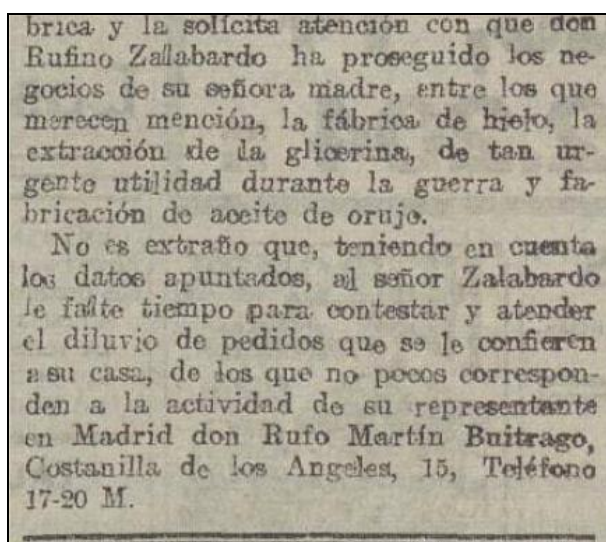 brica y la solícita atención con que don
Rufino Zallabardo ha proseguido los ne-
gocios de su señora madre, entre los que
merecen mención, la fábrica de hielo, la
extracción de la glicerina, de tan ur-
gente utilidad durante la guerra y fa-
bricación de aceite de orujo.
No es extraño que, teniendo en cuenta
los datos apuntados, al señor Zalabardo
le falte tiempo para contestar y atender
el diluvio de pedidos que se le confieren
a su casa, de los que no pocos correspon-
den a la actividad de su representante
en Madrid don Rufo Martín Buitrago,
Costanilla de los Angeles, 15, Teléfono
17-20 M.